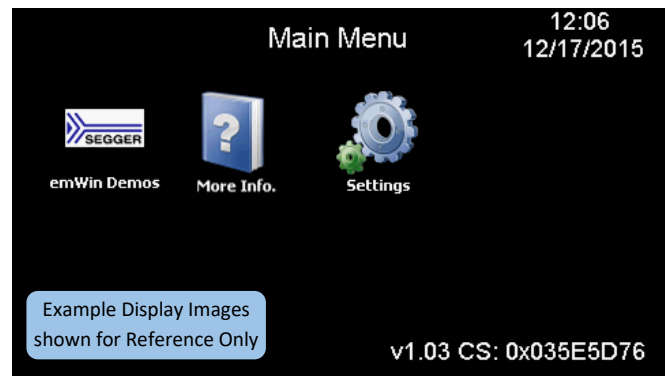 Main Menu
12:06
12/17/2015
SEGGER
emWin Demos
?
More Info.
Settings
Example Display Images
shown for Reference Only
v1.03 CS: 0x035E5D76